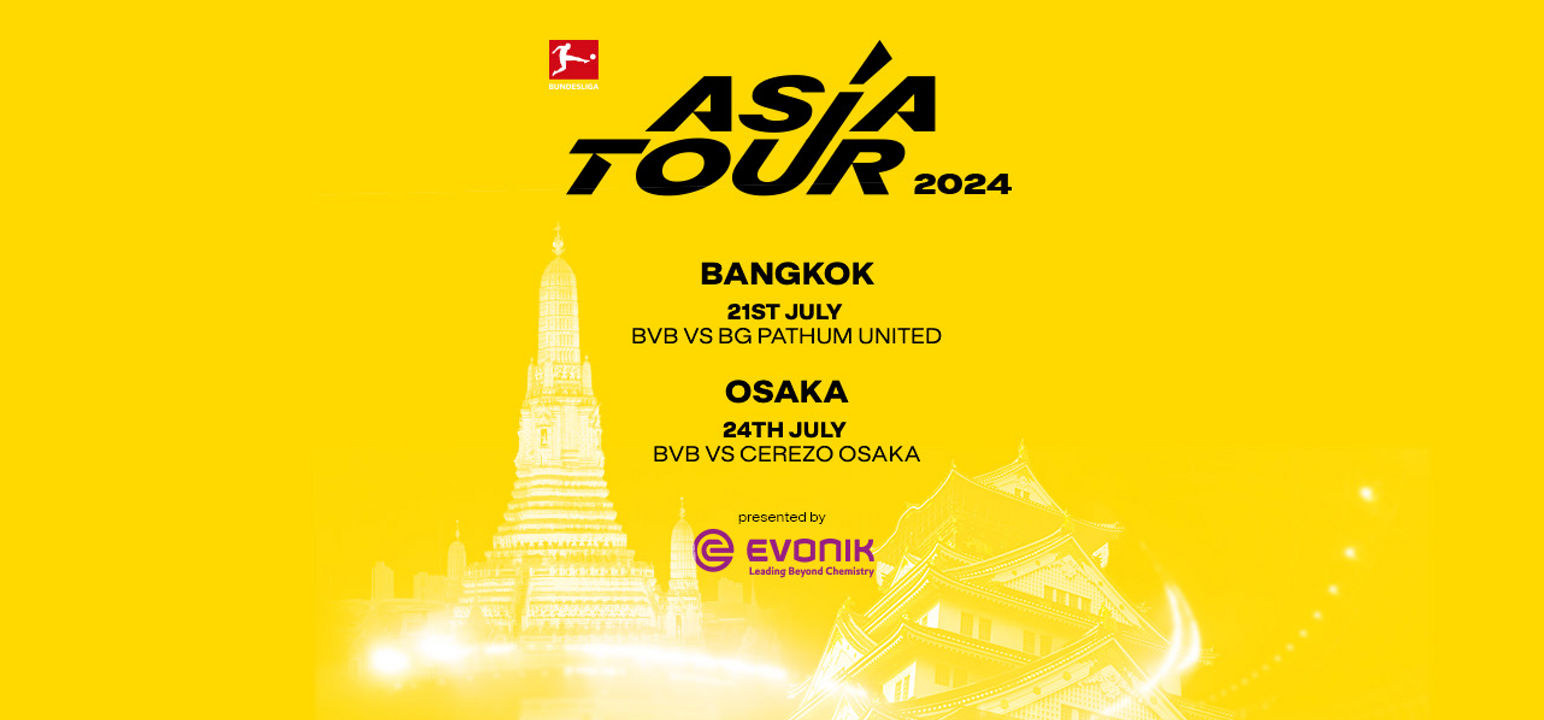 BUNDESLIGA
ASIA
TOUR 2024
BANGKOK
21ST JULY
BVB VS BG PATHUM UNITED
OSAKA
24TH JULY
BVB VS CEREZO OSAKA
presented by
EVONIK
Leading Beyond Chemistry